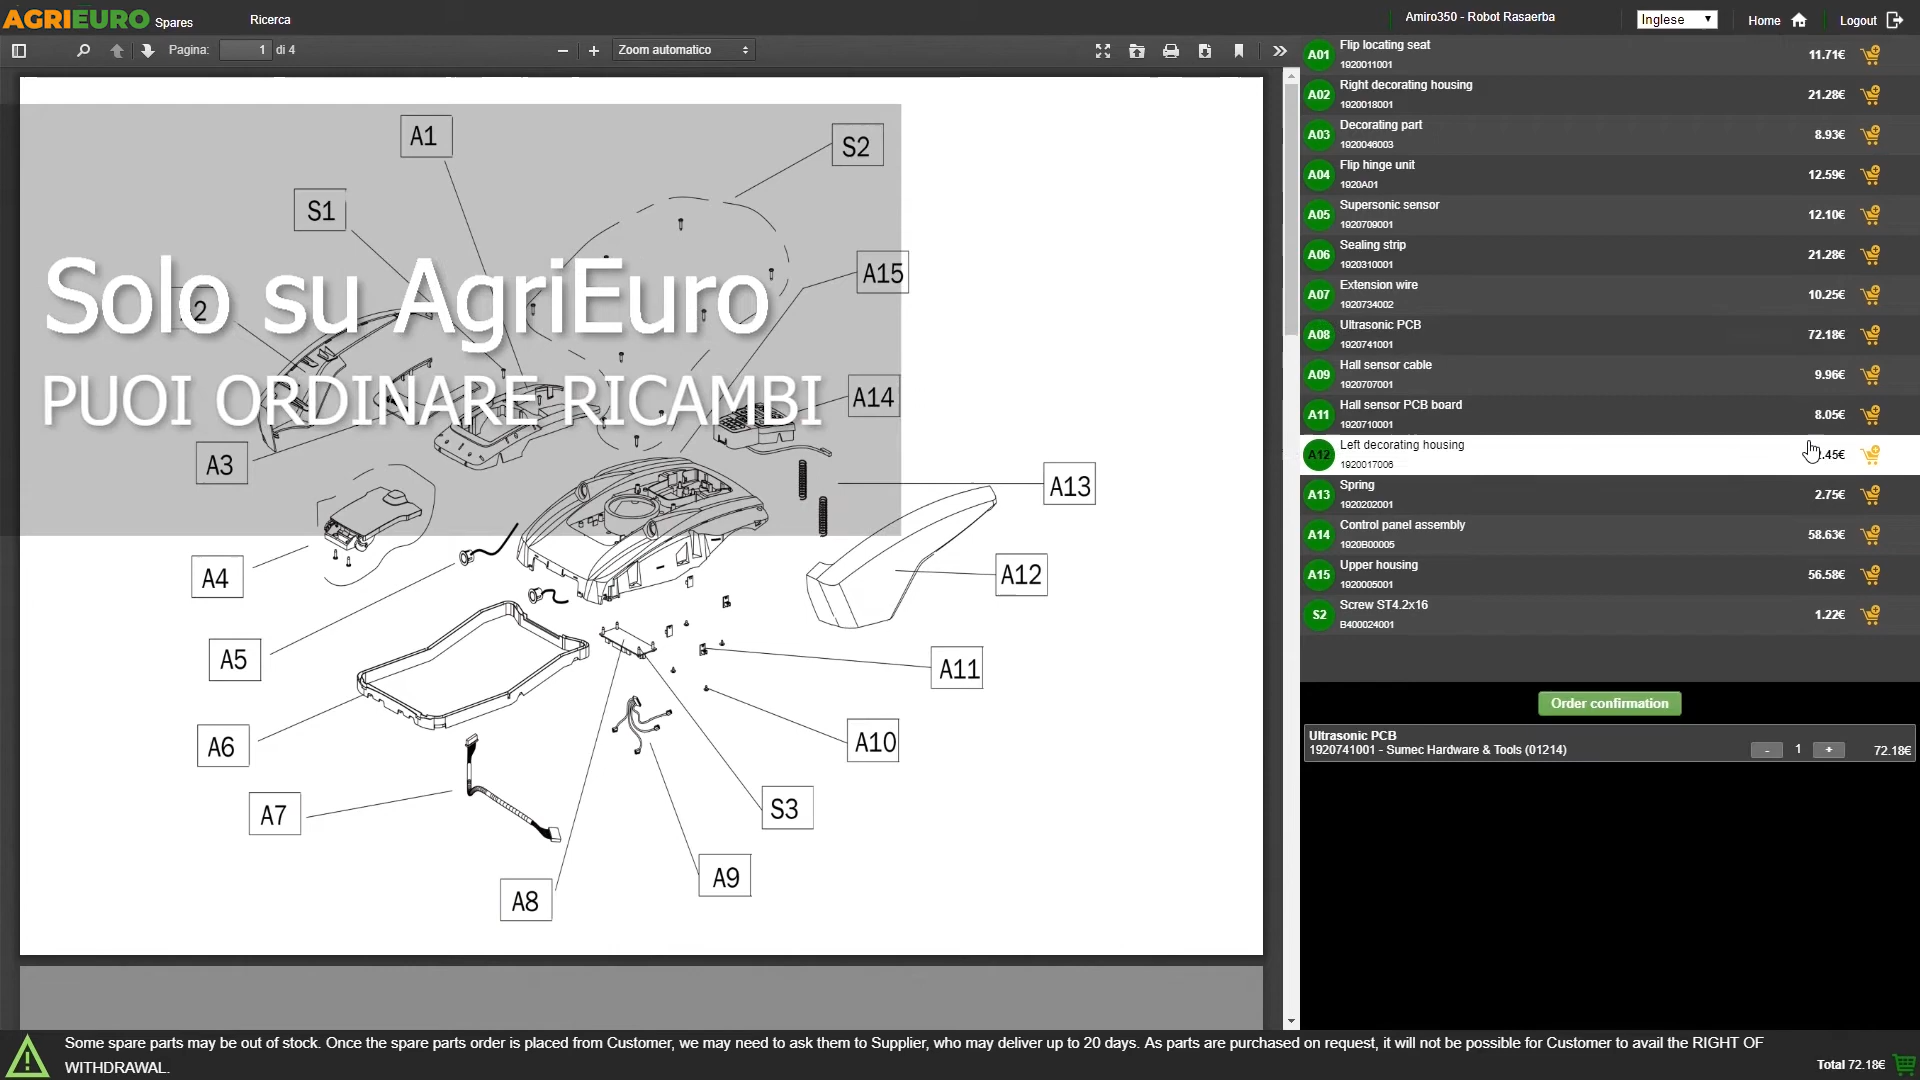 AGRIEURO Spares
Ricerca
Amiro350 - Robot Rasaerba
Inglese
Home
Logout
Pagina: 1 di 4
Zoom automatico
A1
S2
S1
A15
Solo su AgriEuro
PUOI ORDINARE RICAMBI
A14
A3
A13
A4
A12
A5
A11
A6
A10
A7
S3
A9
A8
A01 Flip locating seat 11.71€
1920011001
A02 Right decorating housing 21.28€
1920018001
A03 Decorating part 8.93€
1920046003
A04 Flip hinge unit 12.59€
1920A01
A05 Supersonic sensor 12.10€
1920709001
A06 Sealing strip 21.28€
1920310001
A07 Extension wire 10.25€
1920734002
A08 Ultrasonic PCB 72.18€
1920741001
A09 Hall sensor cable 9.96€
1920707001
A11 Hall sensor PCB board 8.05€
1920710001
A12 Left decorating housing .45€
1920017006
A13 Spring 2.75€
1920202001
A14 Control panel assembly 58.63€
1920B00005
A15 Upper housing 56.58€
1920005001
S2 Screw ST4.2x16 1.22€
B400024001
Order confirmation
Ultrasonic PCB
1920741001 - Sumec Hardware & Tools (01214) - 1 + 72.18€
Some spare parts may be out of stock. Once the spare parts order is placed from Customer, we may need to ask them to Supplier, who may deliver up to 20 days. As parts are purchased on request, it will not be possible for Customer to avail the RIGHT OF
WITHDRAWAL.
Total 72.18€